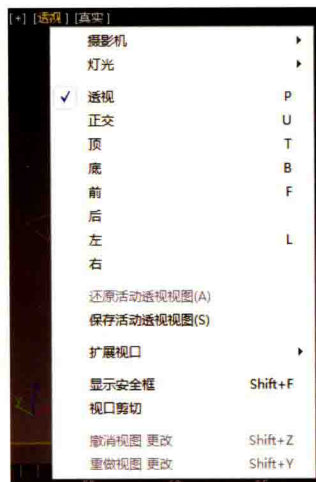 [+] [透视] [真实]
摄影机
灯光
透视 P
正交 U
顶 T
底 B
前 F
后
左 L
右
还原活动透视视图(A)
保存活动透视视图(S)
扩展视口
显示安全框 Shift+F
视口剪切
撤消视图 更改 Shift+Z
重做视图 更改 Shift+Y